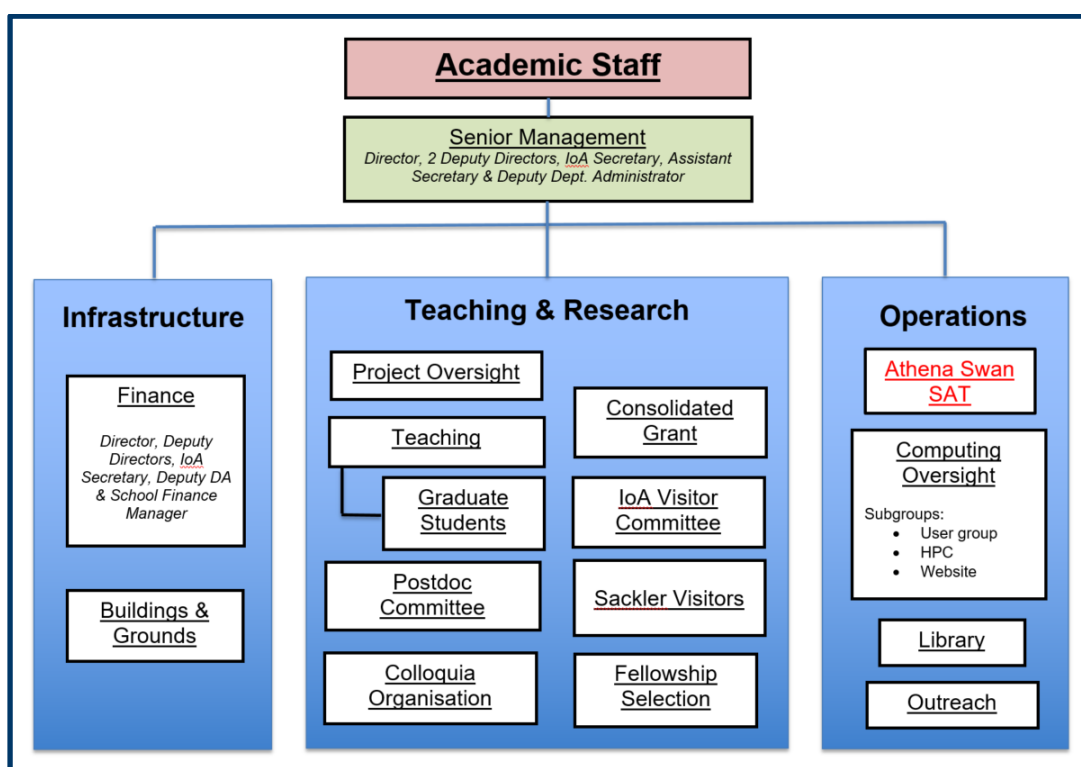 Academic Staff
Senior Management
Director, 2 Deputy Directors, IoA Secretary, Assistant
Secretary & Deputy Dept. Administrator
Infrastructure
Finance
Director, Deputy
Directors, IoA
Secretary, Deputy DA
& School Finance
Manager
Buildings &
Grounds
Teaching & Research
Project Oversight
Teaching
Graduate
Students
Postdoc
Committee
Colloquia
Organisation
Consolidated
Grant
IoA Visitor
Committee
Sackler Visitors
Fellowship
Selection
Operations
Athena Swan
SAT
Computing
Oversight
Subgroups:
• User group
• HPC
• Website
Library
Outreach